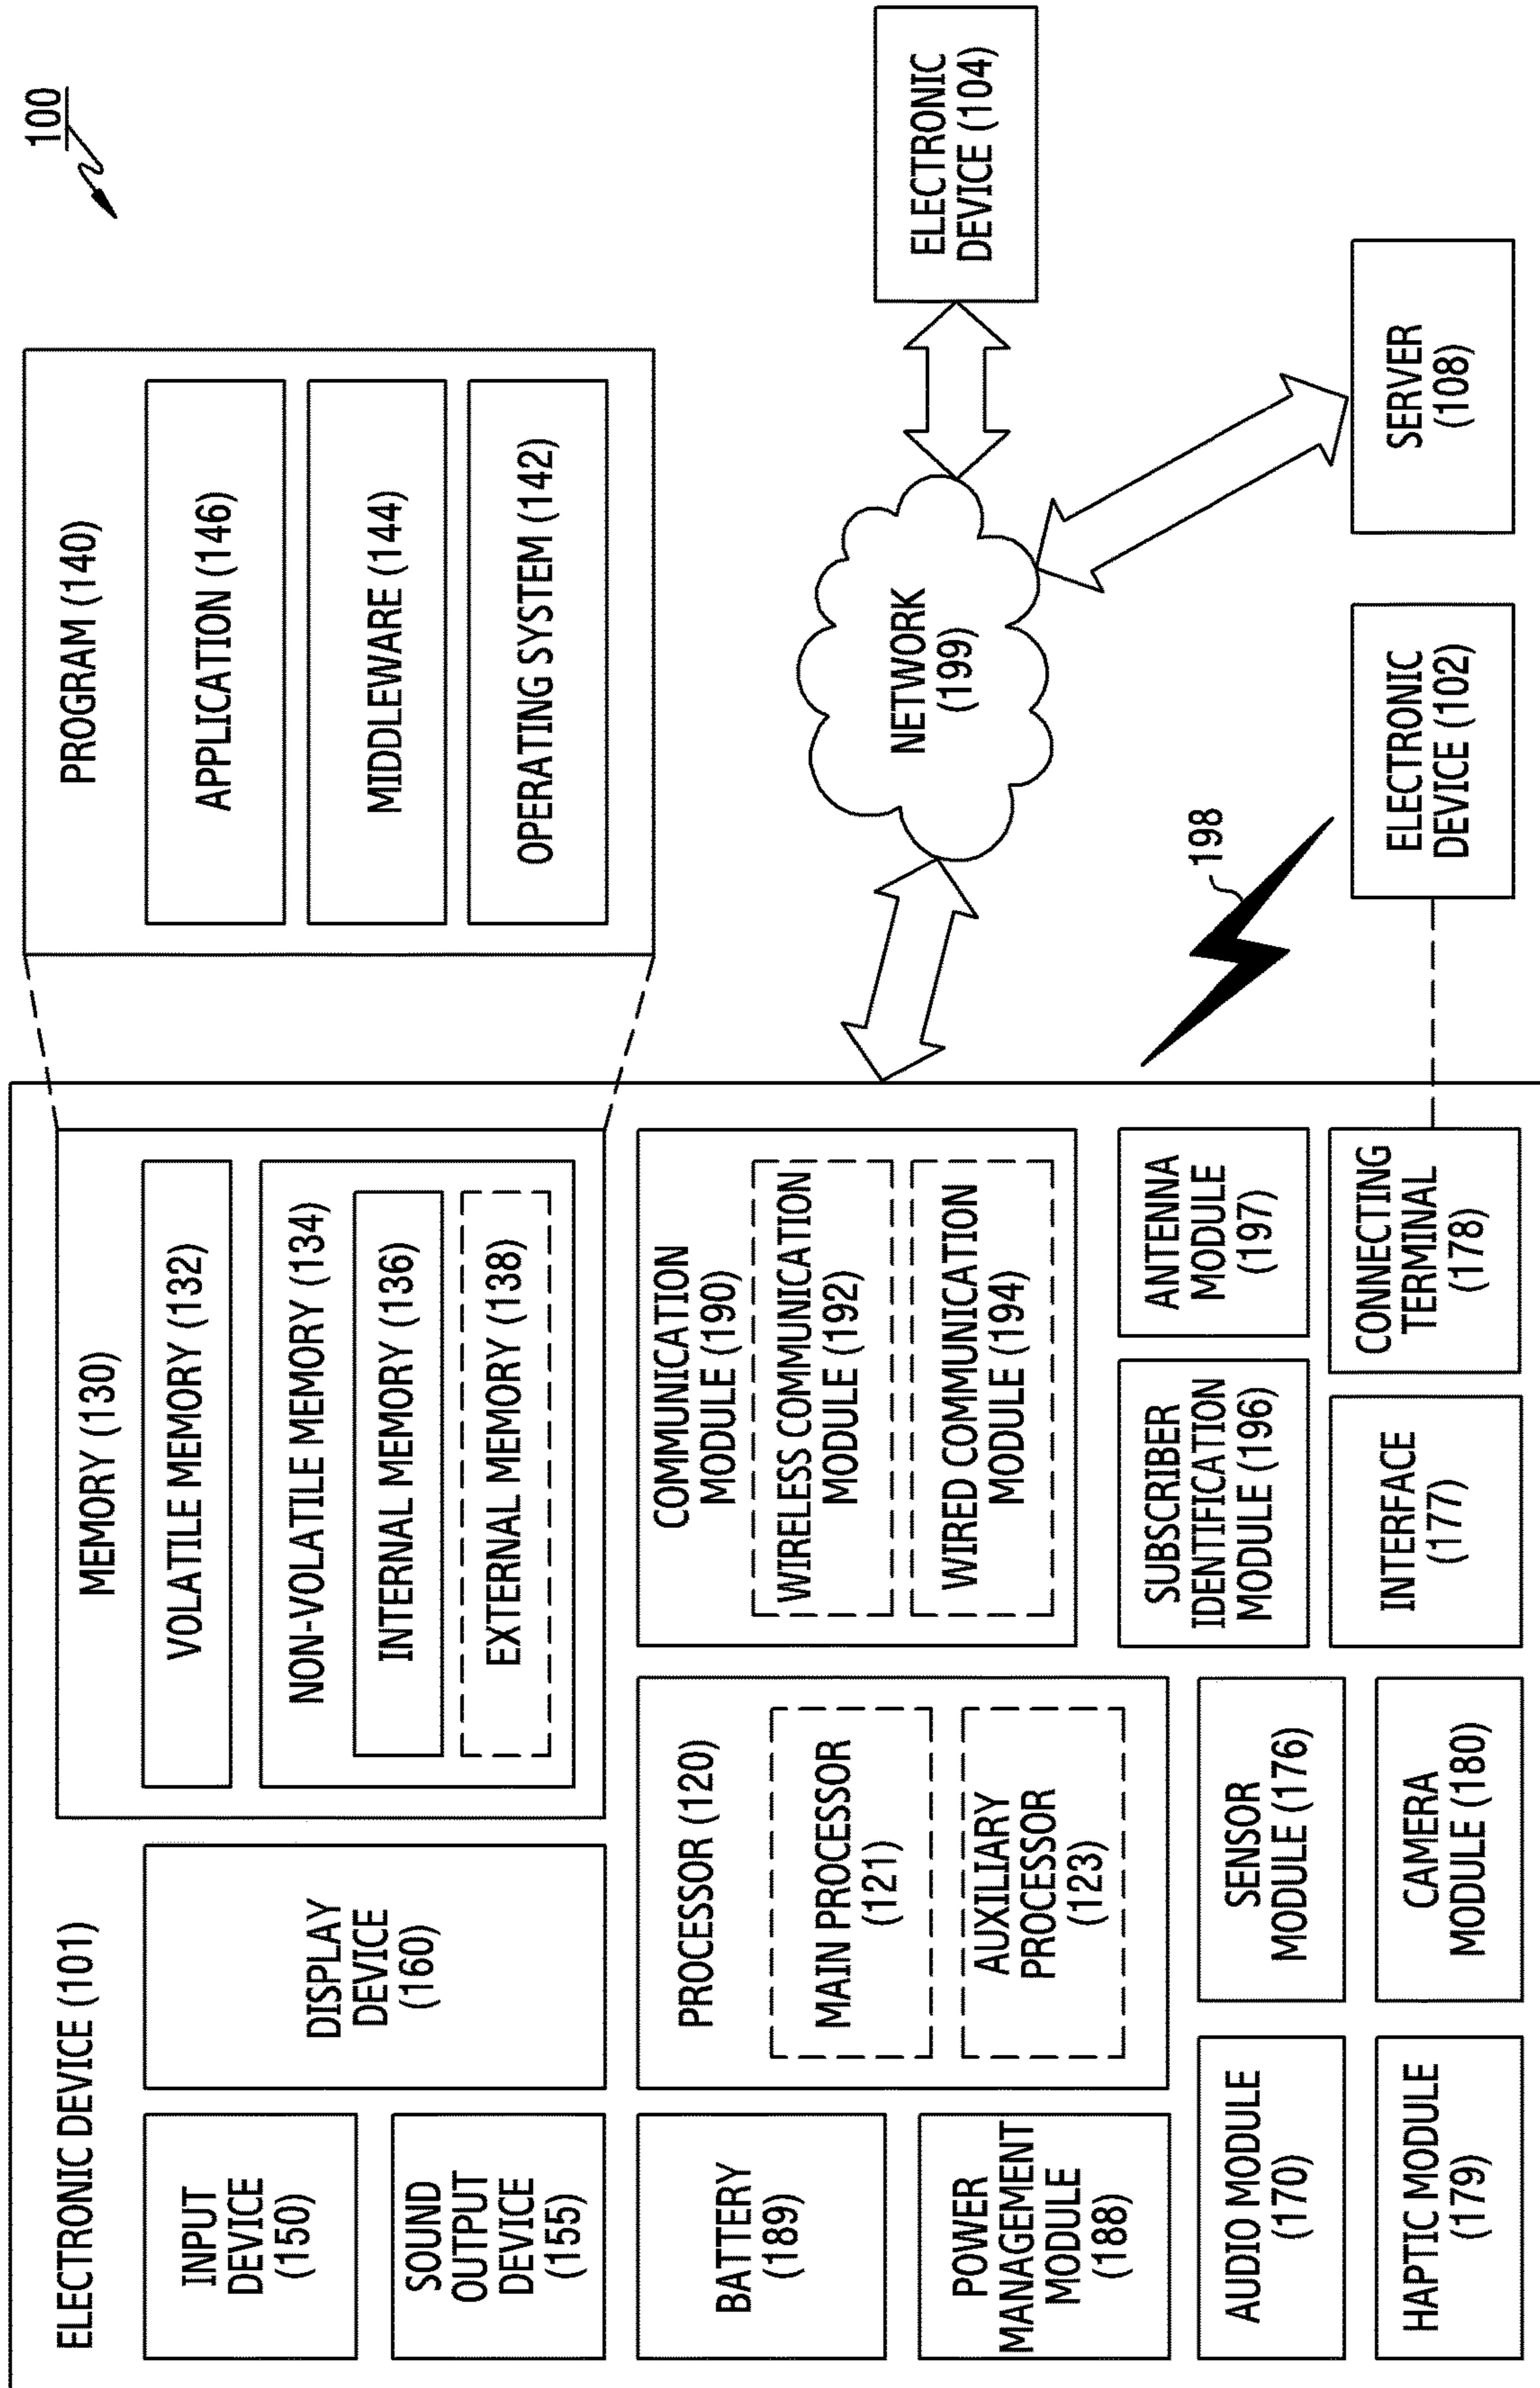 100
ELECTRONIC DEVICE (101)
INPUT
DEVICE
(150)
SOUND
OUTPUT
DEVICE
(155)
DISPLAY
DEVICE
(160)
MEMORY (130)
VOLATILE MEMORY (132)
NON-VOLATILE MEMORY (134)
INTERNAL MEMORY (136)
EXTERNAL MEMORY (138)
PROGRAM (140)
APPLICATION (146)
MIDDLEWARE (144)
OPERATING SYSTEM (142)
BATTERY
(189)
POWER
MANAGEMENT
MODULE
(188)
PROCESSOR (120)
MAIN PROCESSOR
(121)
AUXILIARY
PROCESSOR
(123)
COMMUNICATION
MODULE (190)
WIRELESS COMMUNICATION
MODULE (192)
WIRED COMMUNICATION
MODULE (194)
NETWORK
(199)
ELECTRONIC
DEVICE (104)
AUDIO MODULE
(170)
HAPTIC MODULE
(179)
SENSOR
MODULE (176)
CAMERA
MODULE (180)
SUBSCRIBER
IDENTIFICATION
MODULE (196)
ANTENNA
MODULE
(197)
INTERFACE
(177)
CONNECTING
TERMINAL
(178)
198
ELECTRONIC
DEVICE (102)
SERVER
(108)